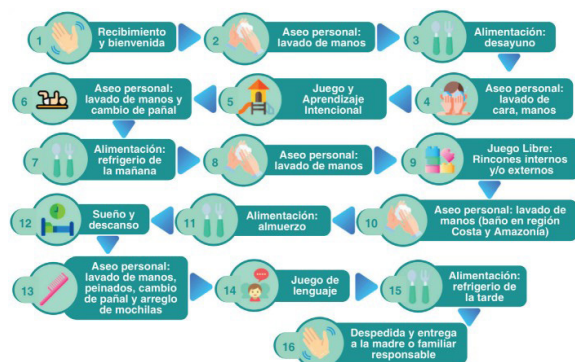 1
Recibimiento
y bienvenida
2
Aseo personal:
lavado de manos
3
Alimentación:
desayuno
4
Aseo personal:
lavado de
cara, manos
5
Juego y
Aprendizaje
Intencional
6
Aseo personal:
lavado de manos y
cambio de pañal
7
Alimentación:
refrigerio de
la mañana
8
Aseo personal:
lavado de manos
9
Juego Libre:
Rincones internos
y/o externos
10
Aseo personal: lavado de
manos (baño en región
Costa y Amazonía)
11
Alimentación:
almuerzo
12
Sueño y
descanso
13
Aseo personal:
lavado de manos,
peinados, cambio
de pañal y arreglo
de mochilas
14
Juego de
lenguaje
15
Alimentación:
refrigerio de
la tarde
16
Despedida y entrega
a la madre o familiar
responsable